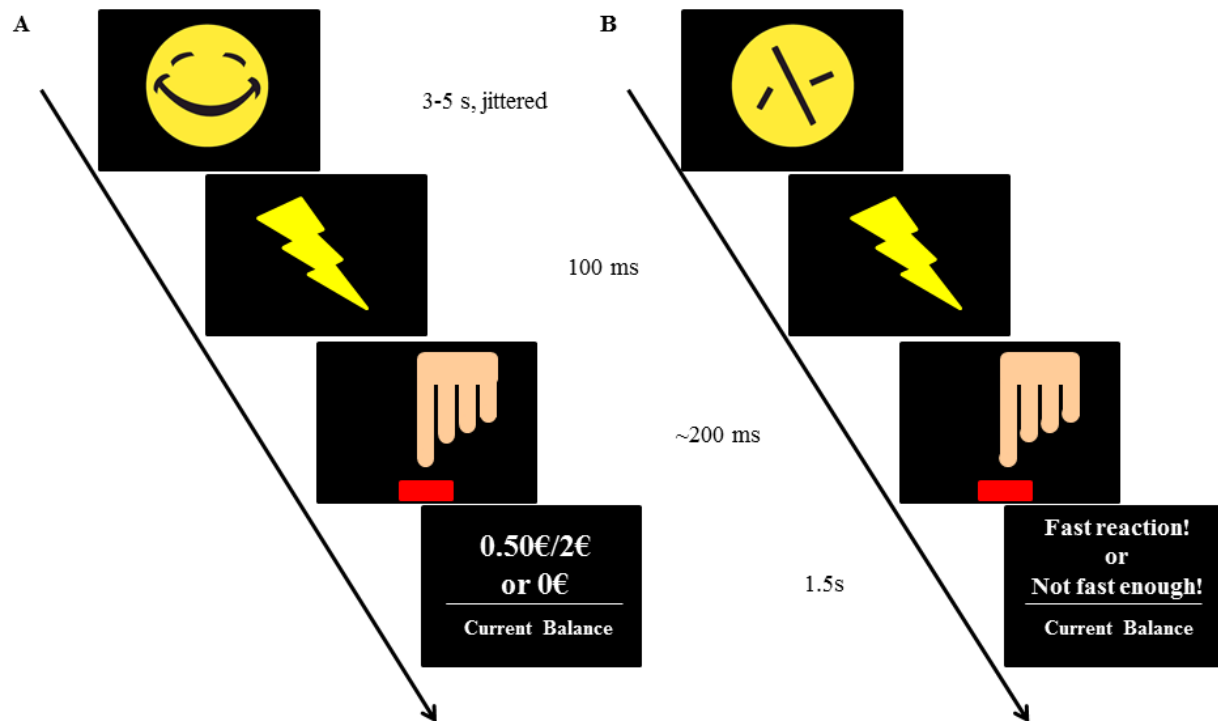 A
B
3-5 s, jittered
100 ms
~200 ms
0.50€/2€
or 0€
Current Balance
1.5s
Fast reaction!
or
Not fast enough!
Current Balance